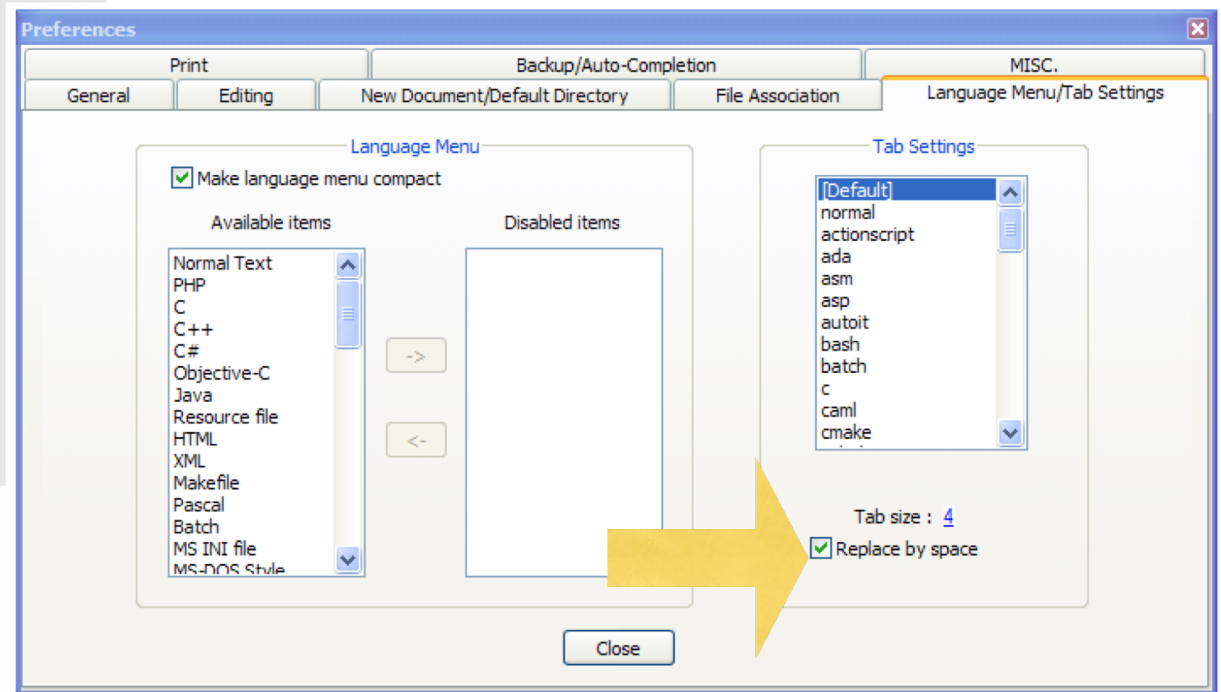 Preferences
Print Backup/Auto-Completion MISC.
General Editing New Document/Default Directory File Association Language Menu/Tab Settings
Language Menu
Make language menu compact
Available items
Normal Text
PHP
C
C++
C#
Objective-C
Java
Resource file
HTML
XML
Makefile
Pascal
Batch
MS INI file
MS-DOS Style
->
<-
Disabled items
Tab Settings
[Default]
normal
actionscript
ada
asm
asp
autoit
bash
batch
c
caml
cmake
Tab size : 4
Replace by space
Close